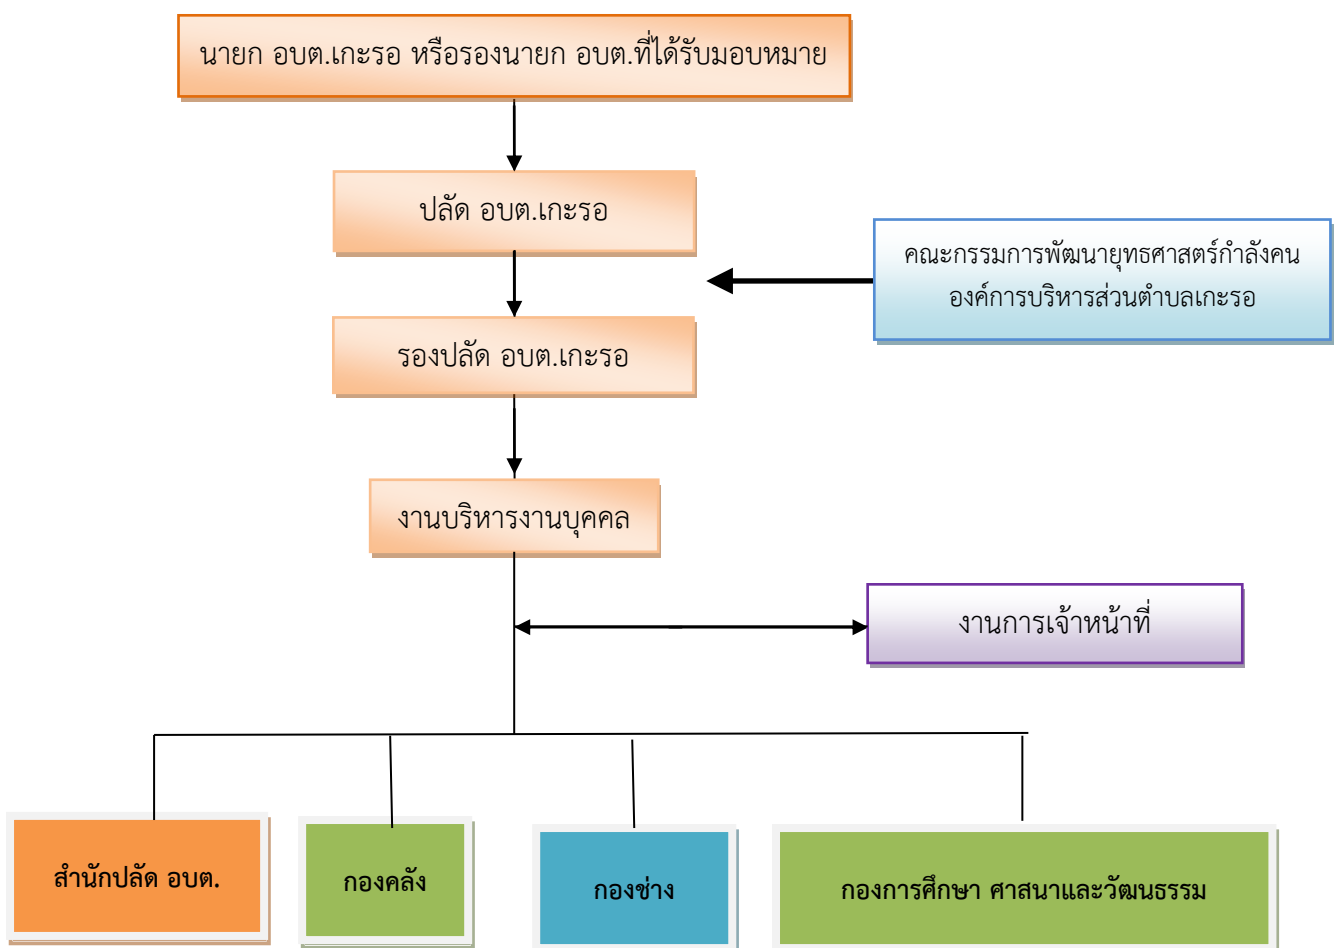 นายก อบต.เกะรอ หรือรองนายก อบต.ที่ได้รับมอบหมาย
ปลัด อบต.เกะรอ
คณะกรรมการพัฒนายุทธศาสตร์กำลังคน
องค์การบริหารส่วนตำบลเกะรอ
รองปลัด อบต.เกะรอ
งานบริหารงานบุคคล
งานการเจ้าหน้าที่
สำนักปลัด อบต.
กองคลัง
กองช่าง
กองการศึกษา ศาสนาและวัฒนธรรม